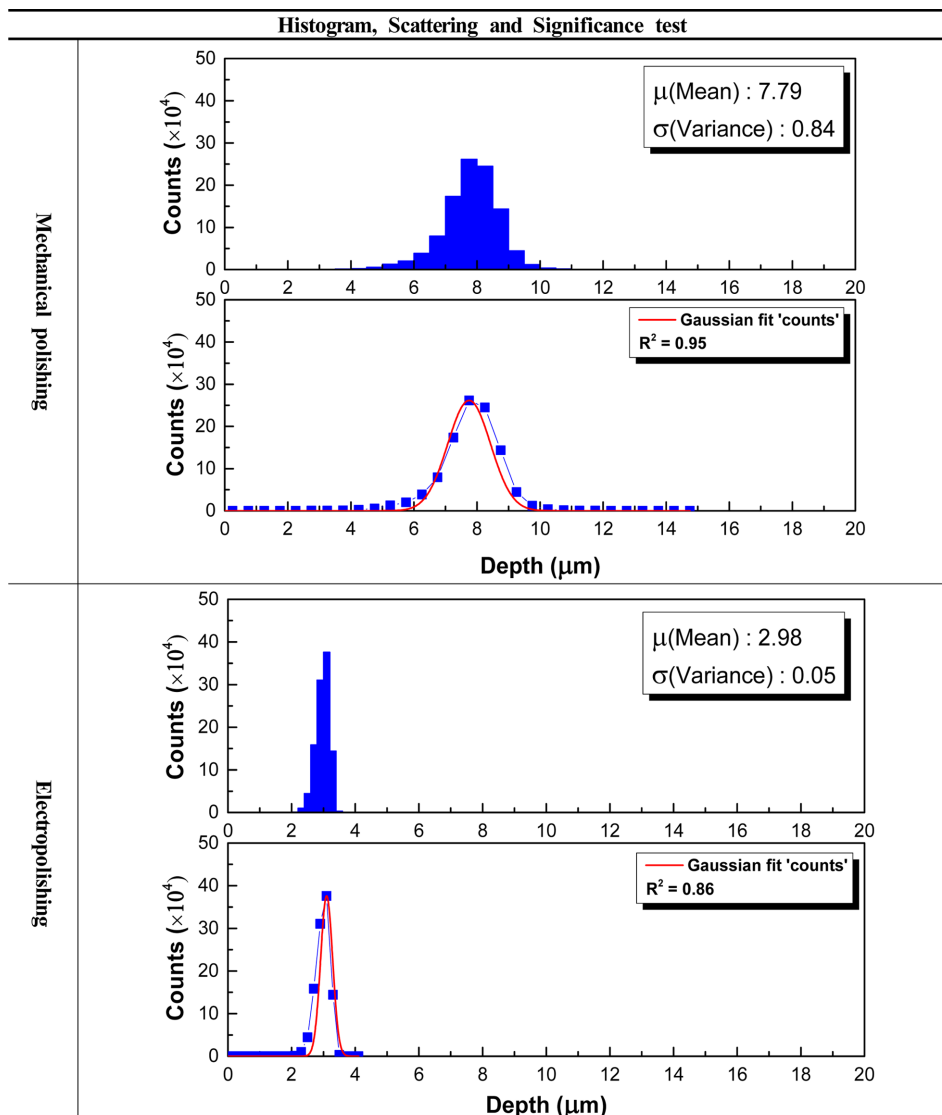 Histogram, Scattering and Significance test
Mechanical polishing
50
40
30
20
10
0
Counts (×10⁴)
μ(Mean) : 7.79
σ(Variance) : 0.84
0 2 4 6 8 10 12 14 16 18 20
50
40
30
20
10
0
Counts (×10⁴)
Gaussian fit 'counts'
R² = 0.95
0 2 4 6 8 10 12 14 16 18 20
Depth (μm)
Electropolishing
50
40
30
20
10
0
Counts (×10⁴)
μ(Mean) : 2.98
σ(Variance) : 0.05
0 2 4 6 8 10 12 14 16 18 20
50
40
30
20
10
0
Counts (×10⁴)
Gaussian fit 'counts'
R² = 0.86
0 2 4 6 8 10 12 14 16 18 20
Depth (μm)